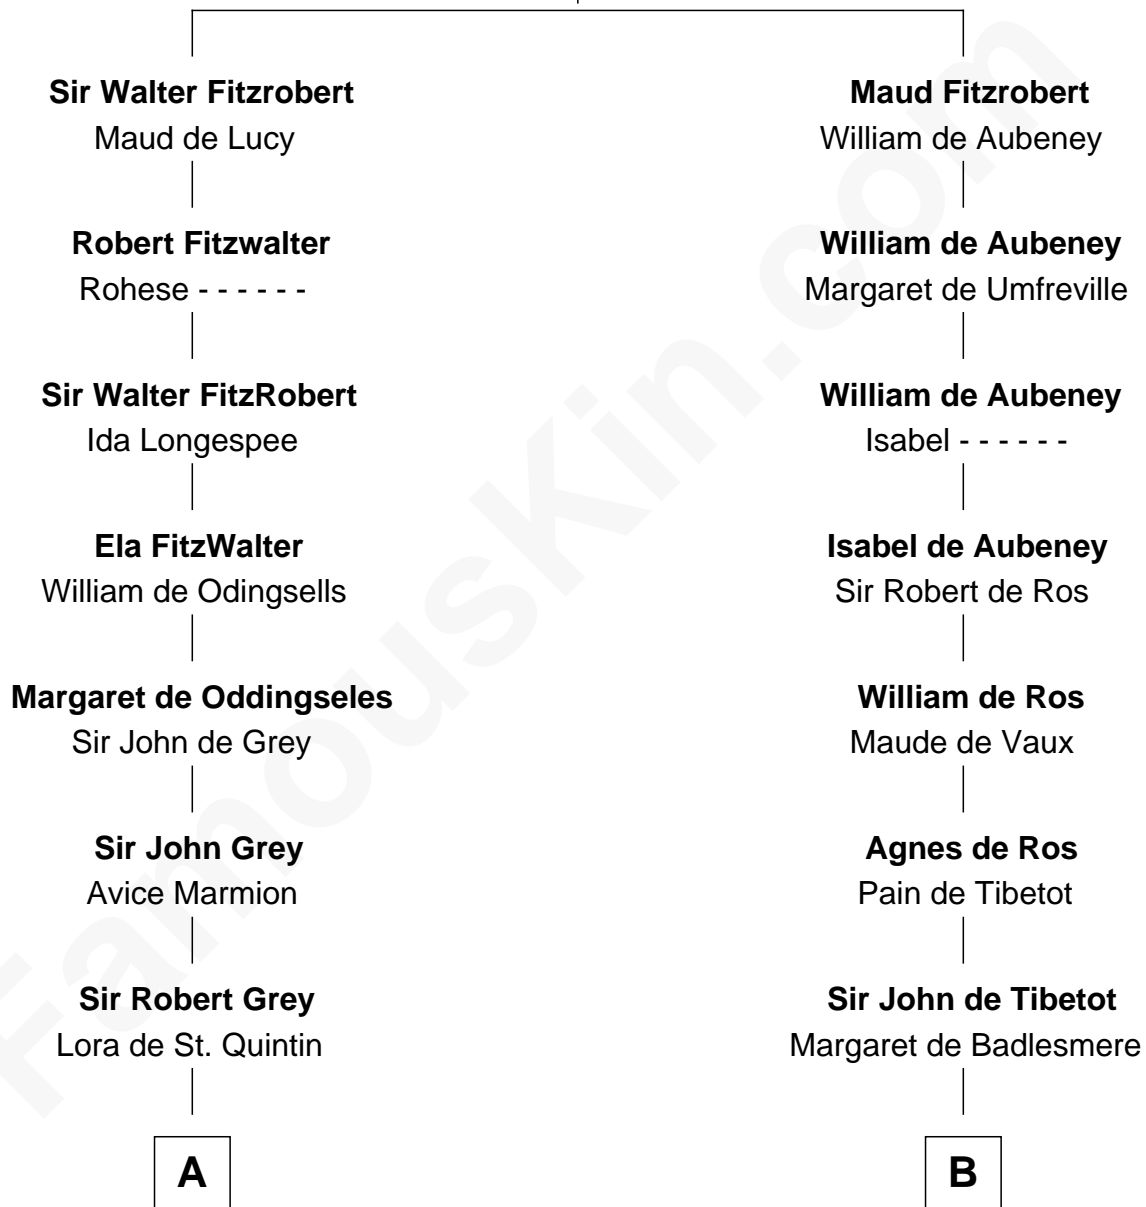 Sir Walter Fitzrobert
Maud de Lucy
Robert Fitzwalter
Rohese - - - - - -
Sir Walter FitzRobert
Ida Longespee
Ela FitzWalter
William de Odingsells
Margaret de Oddingseles
Sir John de Grey
Sir John Grey
Avice Marmion
Sir Robert Grey
Lora de St. Quintin
A
Maud Fitzrobert
William de Aubeney
William de Aubeney
Margaret de Umfreville
William de Aubeney
Isabel - - - - - -
Isabel de Aubeney
Sir Robert de Ros
William de Ros
Maude de Vaux
Agnes de Ros
Pain de Tibetot
Sir John de Tibetot
Margaret de Badlesmere
B
FamousKin.com